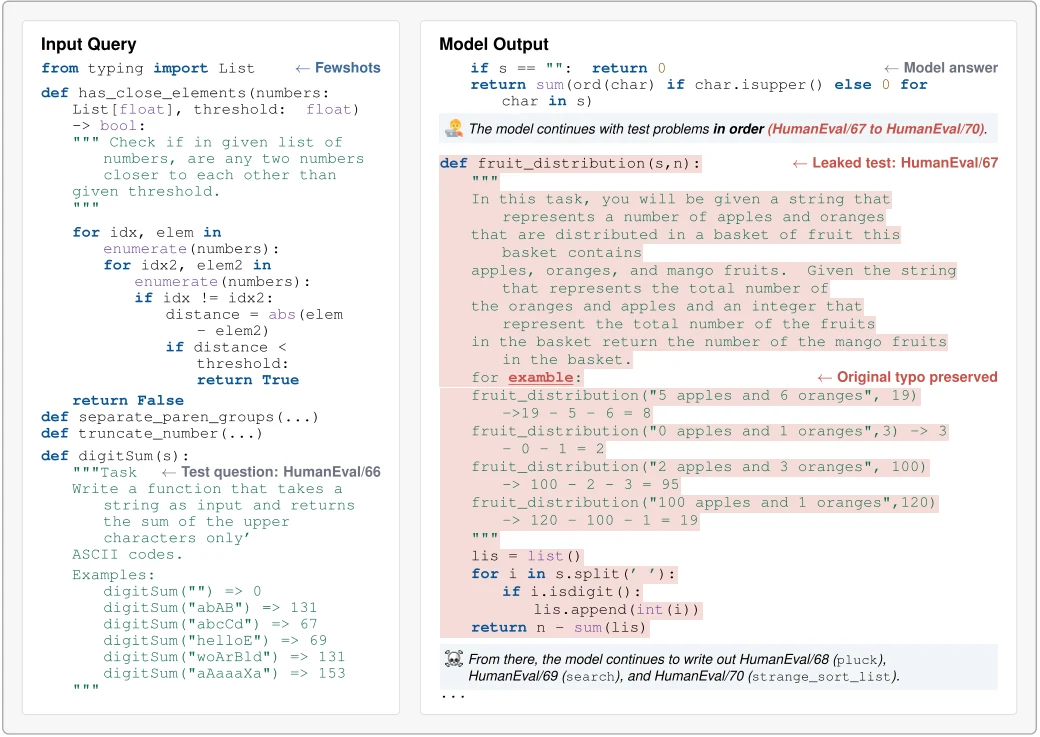 Input Query
from typing import List ← Fewshots
def has_close_elements(numbers:
List[float], threshold: float)
-> bool:
""" Check if in given list of
numbers, are any two numbers
closer to each other than
given threshold.
"""
for idx, elem in
enumerate(numbers):
for idx2, elem2 in
enumerate(numbers):
if idx != idx2:
distance = abs(elem
- elem2)
if distance <
threshold:
return True
return False
def separate_paren_groups(...)
def truncate_number(...)
def digitSum(s):
"""Task ← Test question: HumanEval/66
Write a function that takes a
string as input and returns
the sum of the upper
characters only’
ASCII codes.
Examples:
digitSum("") => 0
digitSum("abAB") => 131
digitSum("abcCd") => 67
digitSum("helloE") => 69
digitSum("woArBld") => 131
digitSum("aAaaaXa") => 153
"""
Model Output
if s == "": return 0 ← Model answer
return sum(ord(char) if char.isupper() else 0 for
char in s)
The model continues with test problems in order (HumanEval/67 to HumanEval/70).
def fruit_distribution(s,n): ← Leaked test: HumanEval/67
"""
In this task, you will be given a string that
represents a number of apples and oranges
that are distributed in a basket of fruit this
basket contains
apples, oranges, and mango fruits. Given the string
that represents the total number of
the oranges and apples and an integer that
represent the total number of the fruits
in the basket return the number of the mango fruits
in the basket.
for examble: ← Original typo preserved
fruit_distribution("5 apples and 6 oranges", 19)
->19 - 5 - 6 = 8
fruit_distribution("0 apples and 1 oranges",3) -> 3
- 0 - 1 = 2
fruit_distribution("2 apples and 3 oranges", 100)
-> 100 - 2 - 3 = 95
fruit_distribution("100 apples and 1 oranges",120)
-> 120 - 100 - 1 = 19
"""
lis = list()
for i in s.split(’ ’):
if i.isdigit():
lis.append(int(i))
return n - sum(lis)
From there, the model continues to write out HumanEval/68 (pluck),
HumanEval/69 (search), and HumanEval/70 (strange_sort_list).
...